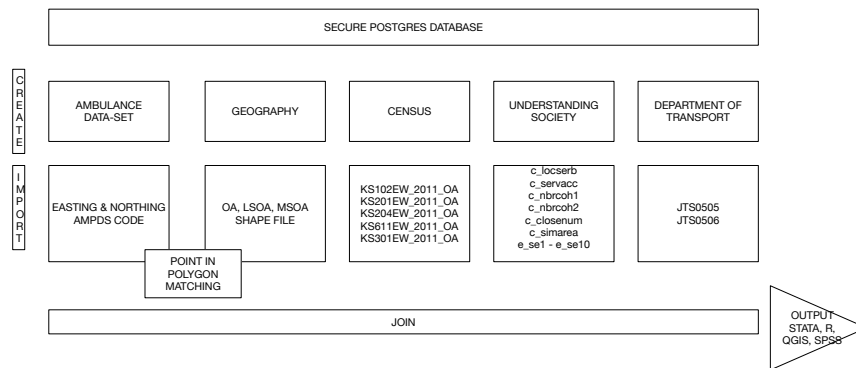 SECURE POSTGRES DATABASE
CREATE
AMBULANCE
DATA-SET
GEOGRAPHY
CENSUS
UNDERSTANDING
SOCIETY
DEPARTMENT OF
TRANSPORT
IMPORT
EASTING & NORTHING
AMPDS CODE
OA, LSOA, MSOA
SHAPE FILE
KS102EW_2011_OA
KS201EW_2011_OA
KS204EW_2011_OA
KS611EW_2011_OA
KS301EW_2011_OA
c_locserb
c_servacc
c_nbrcoh1
c_nbrcoh2
c_closenum
c_simarea
e_se1 - e_se10
JTS0505
JTS0506
POINT IN
POLYGON
MATCHING
JOIN
OUTPUT
STATA, R,
QGIS, SPSS